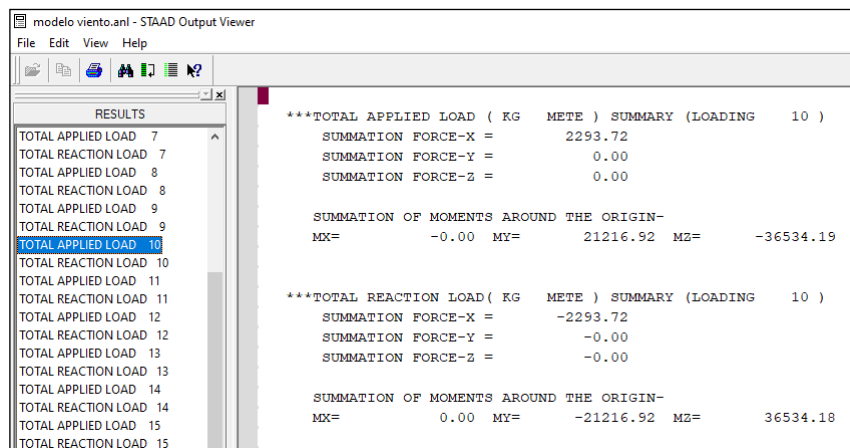 modelo viento.anl - STAAD Output Viewer
File Edit View Help
RESULTS
TOTAL APPLIED LOAD 7
TOTAL REACTION LOAD 7
TOTAL APPLIED LOAD 8
TOTAL REACTION LOAD 8
TOTAL APPLIED LOAD 9
TOTAL REACTION LOAD 9
TOTAL APPLIED LOAD 10
TOTAL REACTION LOAD 10
TOTAL APPLIED LOAD 11
TOTAL REACTION LOAD 11
TOTAL APPLIED LOAD 12
TOTAL REACTION LOAD 12
TOTAL APPLIED LOAD 13
TOTAL REACTION LOAD 13
TOTAL APPLIED LOAD 14
TOTAL REACTION LOAD 14
TOTAL APPLIED LOAD 15
TOTAL REACTION LOAD 15
***TOTAL APPLIED LOAD ( KG METE ) SUMMARY (LOADING 10 )
SUMMATION FORCE-X = 2293.72
SUMMATION FORCE-Y = 0.00
SUMMATION FORCE-Z = 0.00
SUMMATION OF MOMENTS AROUND THE ORIGIN-
MX= -0.00 MY= 21216.92 MZ= -36534.19
***TOTAL REACTION LOAD( KG METE ) SUMMARY (LOADING 10 )
SUMMATION FORCE-X = -2293.72
SUMMATION FORCE-Y = -0.00
SUMMATION FORCE-Z = -0.00
SUMMATION OF MOMENTS AROUND THE ORIGIN-
MX= 0.00 MY= -21216.92 MZ= 36534.18